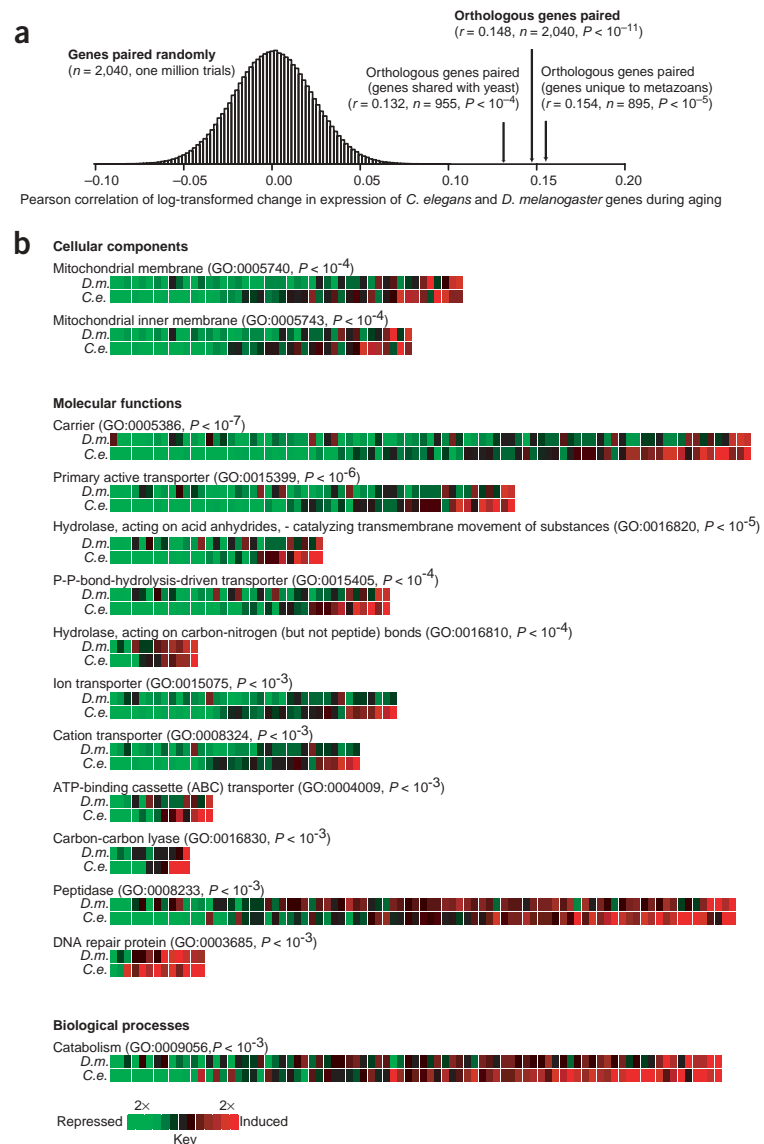 a
Orthologous genes paired
(r = 0.148, n = 2,040, P < 10–11)
Genes paired randomly
(n = 2,040, one million trials)
Orthologous genes paired
(genes shared with yeast)
(r = 0.132, n = 955, P < 10–4)
Orthologous genes paired
(genes unique to metazoans)
(r = 0.154, n = 895, P < 10–5)
–0.10 –0.05 0.00 0.05 0.10 0.15 0.20
Pearson correlation of log-transformed change in expression of C. elegans and D. melanogaster genes during aging
b
Cellular components
Mitochondrial membrane (GO:0005740, P < 10-4)
D.m.
C.e.
Mitochondrial inner membrane (GO:0005743, P < 10-4)
D.m.
C.e.
Molecular functions
Carrier (GO:0005386, P < 10-7)
D.m.
C.e.
Primary active transporter (GO:0015399, P < 10-6)
D.m.
C.e.
Hydrolase, acting on acid anhydrides, - catalyzing transmembrane movement of substances (GO:0016820, P < 10-5)
D.m.
C.e.
P-P-bond-hydrolysis-driven transporter (GO:0015405, P < 10-4)
D.m.
C.e.
Hydrolase, acting on carbon-nitrogen (but not peptide) bonds (GO:0016810, P < 10-4)
D.m.
C.e.
Ion transporter (GO:0015075, P < 10-3)
D.m.
C.e.
Cation transporter (GO:0008324, P < 10-3)
D.m.
C.e.
ATP-binding cassette (ABC) transporter (GO:0004009, P < 10-3)
D.m.
C.e.
Carbon-carbon lyase (GO:0016830, P < 10-3)
D.m.
C.e.
Peptidase (GO:0008233, P < 10-3)
D.m.
C.e.
DNA repair protein (GO:0003685, P < 10-3)
D.m.
C.e.
Biological processes
Catabolism (GO:0009056,P < 10-3)
D.m.
C.e.
2× 2×
Repressed Induced
Key